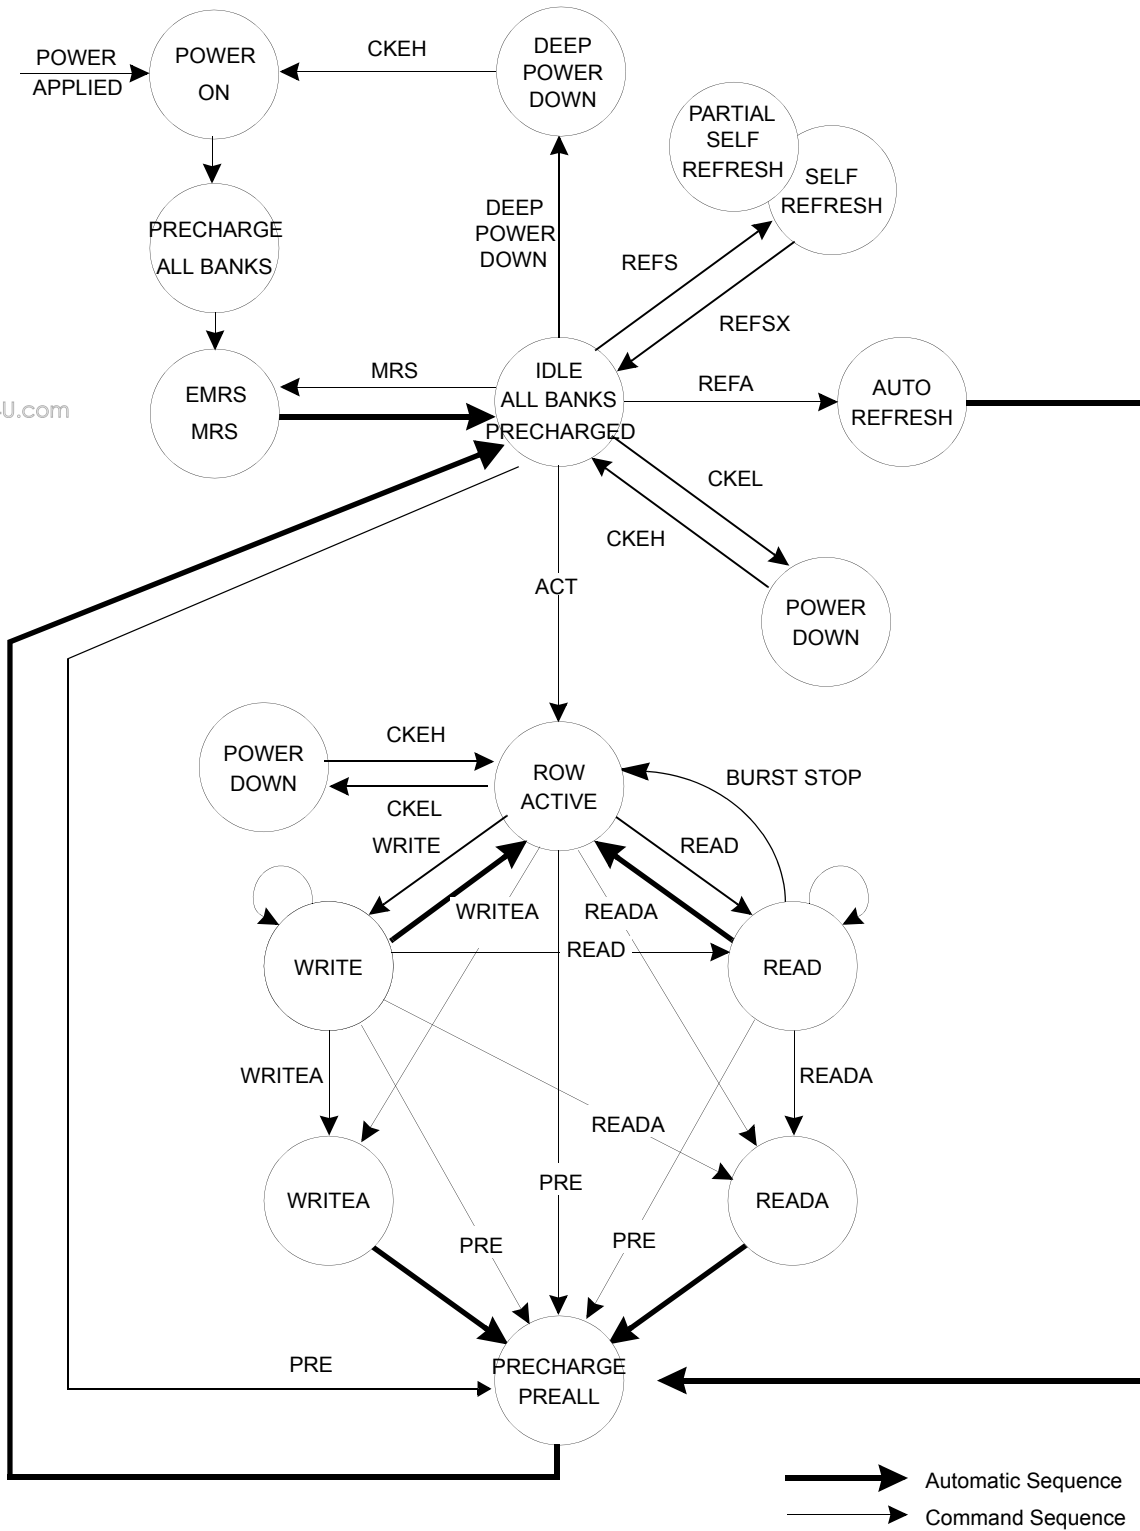 POWER
APPLIED
POWER
ON
CKEH
DEEP
POWER
DOWN
PARTIAL
SELF
REFRESH
SELF
REFRESH
PRECHARGE
ALL BANKS
DEEP
POWER
DOWN
REFS
REFSX
EMRS
MRS
MRS
IDLE
ALL BANKS
PRECHARGED
REFA
AUTO
REFRESH
U.com
CKEL
CKEH
ACT
POWER
DOWN
POWER
DOWN
CKEH
CKEL
ROW
ACTIVE
BURST STOP
WRITE
READ
WRITEA
READA
WRITE
READ
READ
WRITEA
READA
READA
WRITEA
PRE
READA
PRE
PRE
PRE
PRECHARGE
PREALL
Automatic Sequence
Command Sequence